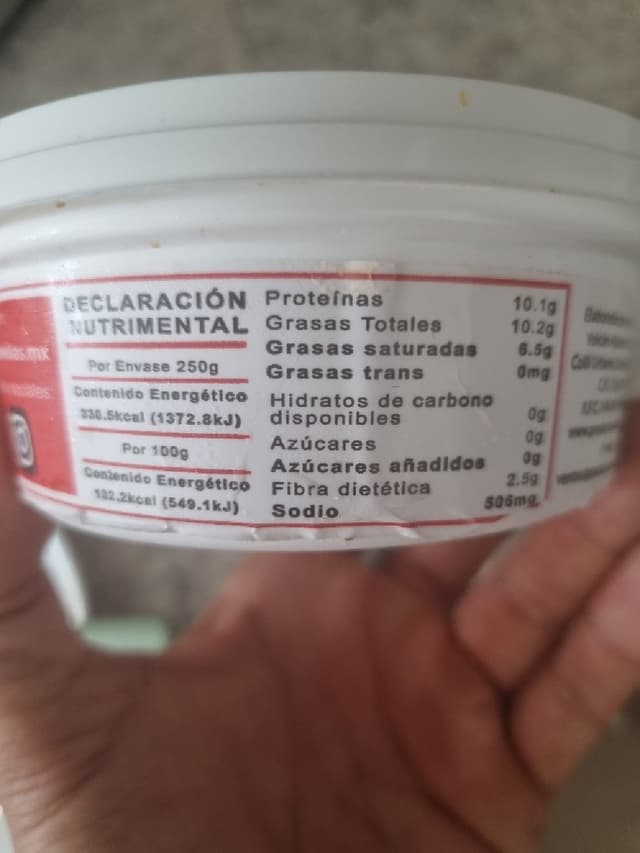 DECLARACIÓN
NUTRIMENTAL
Por Envase 250g
Contenido Energético
330.5kcal (1372.8kJ)
Por 100g
Contenido Energético
132.2kcal (549.1kJ)
Proteínas 10.1g
Grasas Totales 10.2g
Grasas saturadas 6.5g
Grasas trans 0mg
Hidratos de carbono
disponibles 0g
Azúcares 0g
Azúcares añadidos 0g
Fibra dietética 2.5g
Sodio 506mg